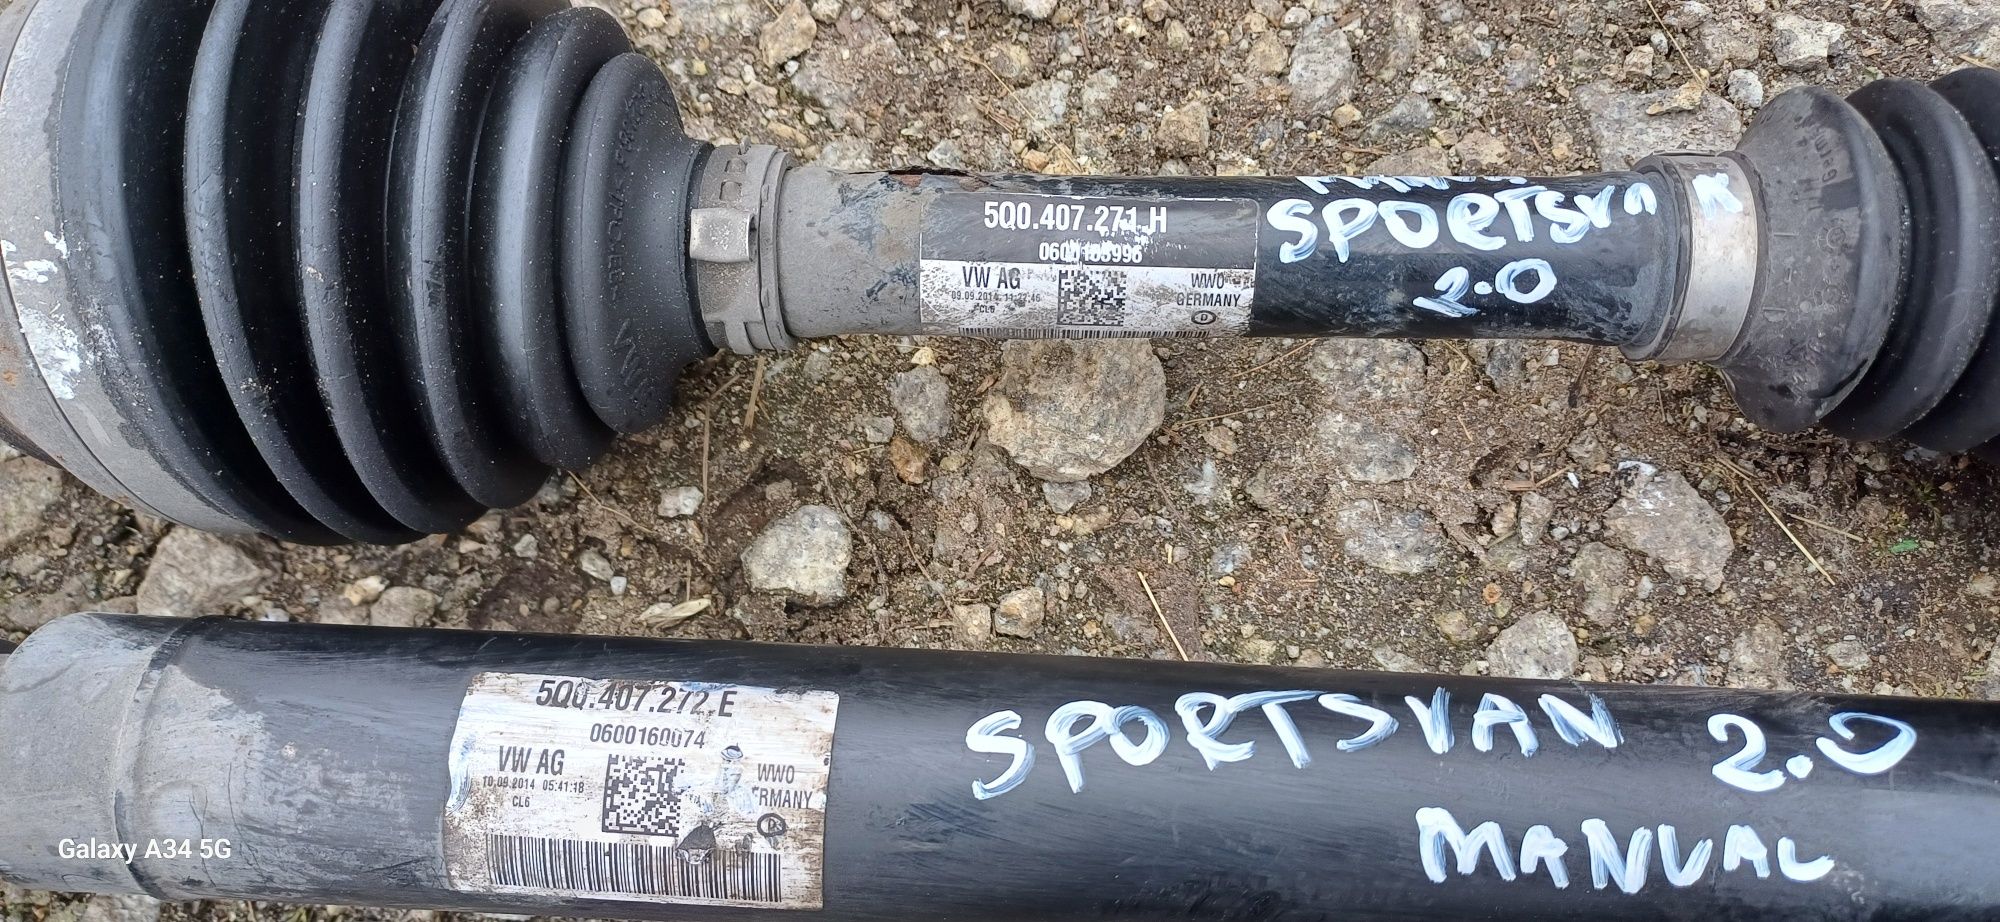 5Q0.407.271.H
VW AG
09.09.2014 11:27:46
CL6
WWO
GERMANY
D
SPORTSVAN
2.0
5Q0.407.272.E
0600160074
VW AG
10.09.2014 05:41:18
CL6
WWO
SPORTSVAN 2.0
MANUAL
Galaxy A34 5G